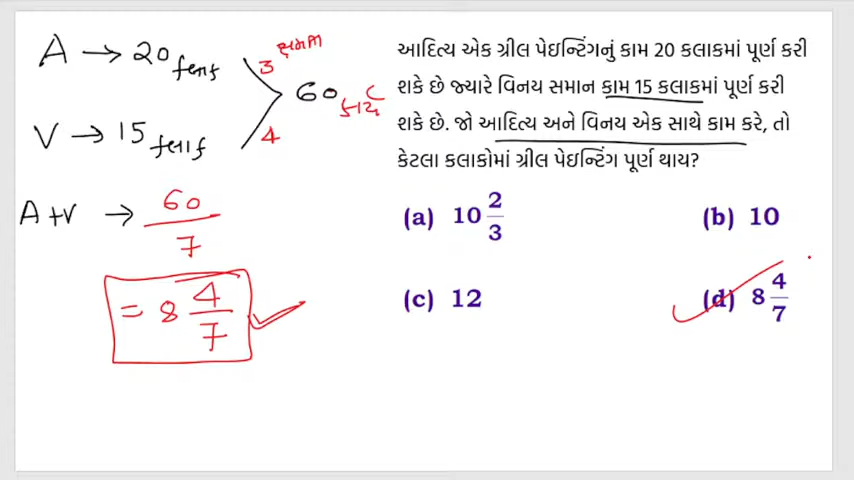 A → 20 કલાક
3 ક્ષમતા
60 કાર્ય
V → 15 કલાક
4
A+V → 60/7
= 8 4/7
આદિત્ય એક ગ્રીલ પેઇન્ટિંગનું કામ 20 કલાકમાં પૂર્ણ કરી
શકે છે જ્યારે વિનય સમાન કામ 15 કલાકમાં પૂર્ણ કરી
શકે છે. જો આદિત્ય અને વિનય એક સાથે કામ કરે, તો
કેટલા કલાકોમાં ગ્રીલ પેઇન્ટિંગ પૂર્ણ થાય?
(a) 10 2/3 (b) 10
(c) 12 (d) 8 4/7